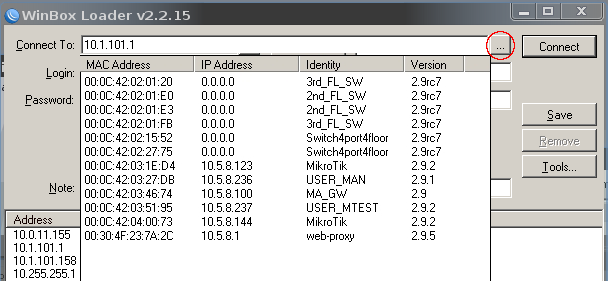 WinBox Loader v2.2.15
Connect To: 10.1.101.1 ... Connect
MAC Address IP Address Identity Version
Login:
Password:
00:0C:42:02:01:20 0.0.0.0 3rd_FL_SW 2.9rc7
00:0C:42:02:01:E0 0.0.0.0 2nd_FL_SW 2.9rc7
00:0C:42:02:01:E3 0.0.0.0 2nd_FL_SW 2.9rc7
00:0C:42:02:01:FB 0.0.0.0 3rd_FL_SW 2.9rc7
00:0C:42:02:15:52 0.0.0.0 Switch4port4floor 2.9rc7
00:0C:42:02:27:75 0.0.0.0 Switch4port4floor 2.9rc7
00:0C:42:03:1E:D4 10.5.8.123 MikroTik 2.9.2
00:0C:42:03:27:DB 10.5.8.236 USER_MAN 2.9.1
00:0C:42:03:46:74 10.5.8.100 MA_GW 2.9
00:0C:42:03:51:95 10.5.8.237 USER_MTEST 2.9.2
00:0C:42:04:00:73 10.5.8.144 MikroTik 2.9.2
00:30:4F:23:7A:2C 10.5.8.1 web-proxy 2.9.5
Save
Remove
Tools...
Note:
Address
10.0.11.155
10.1.101.1
10.1.101.158
10.255.255.1